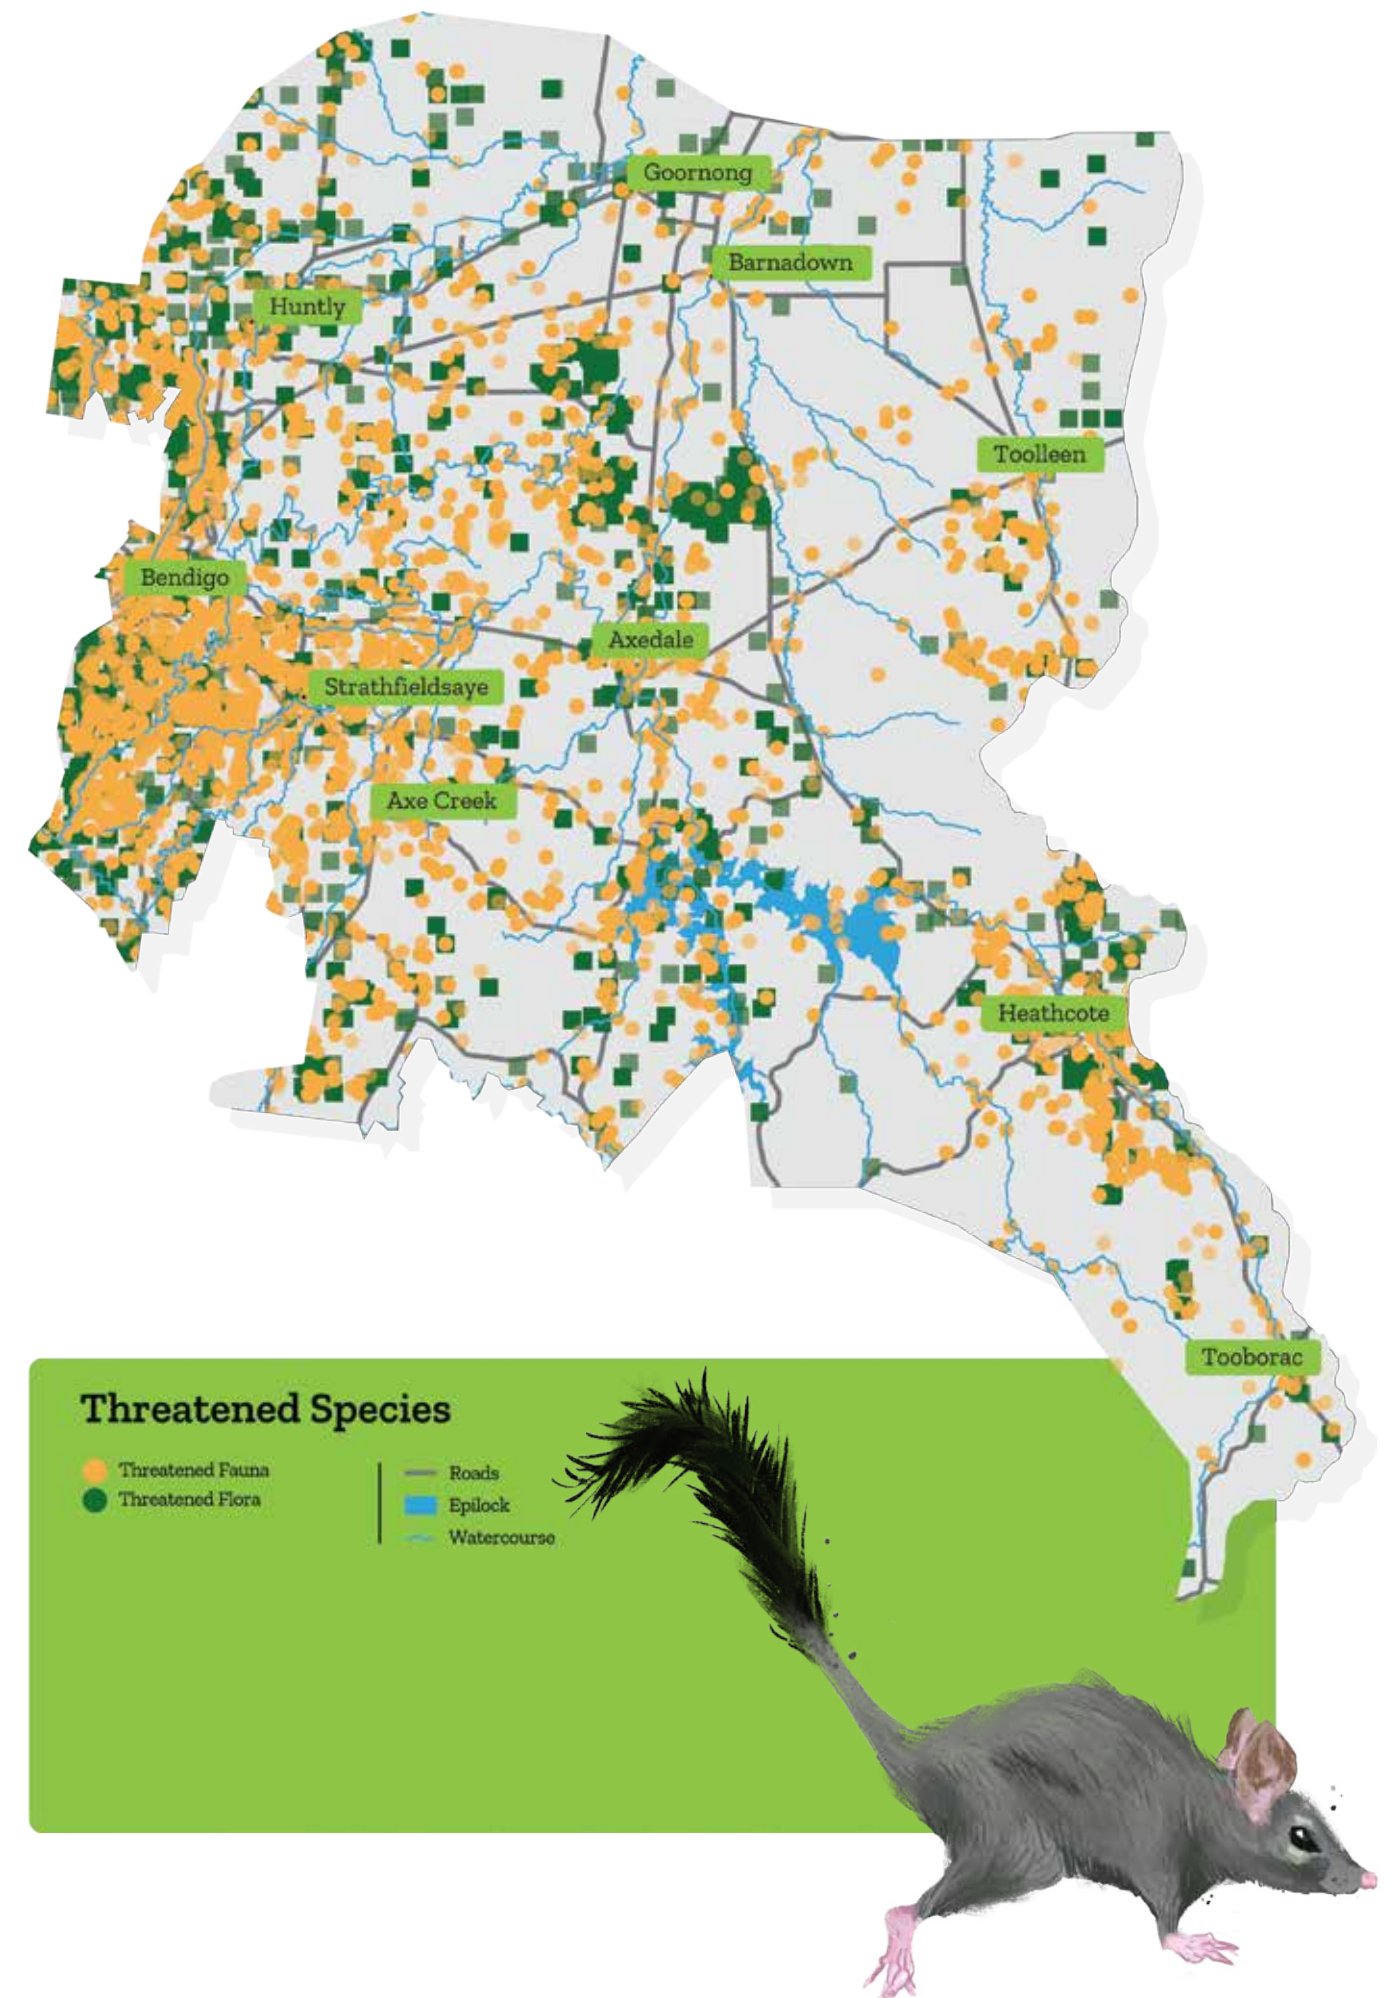 Goornong
Barnadown
Huntly
Toolleen
Bendigo
Axedale
Strathfieldsaye
Axe Creek
Heathcote
Tooborac
Threatened Species
Threatened Fauna
Threatened Flora
Roads
Epilock
Watercourse